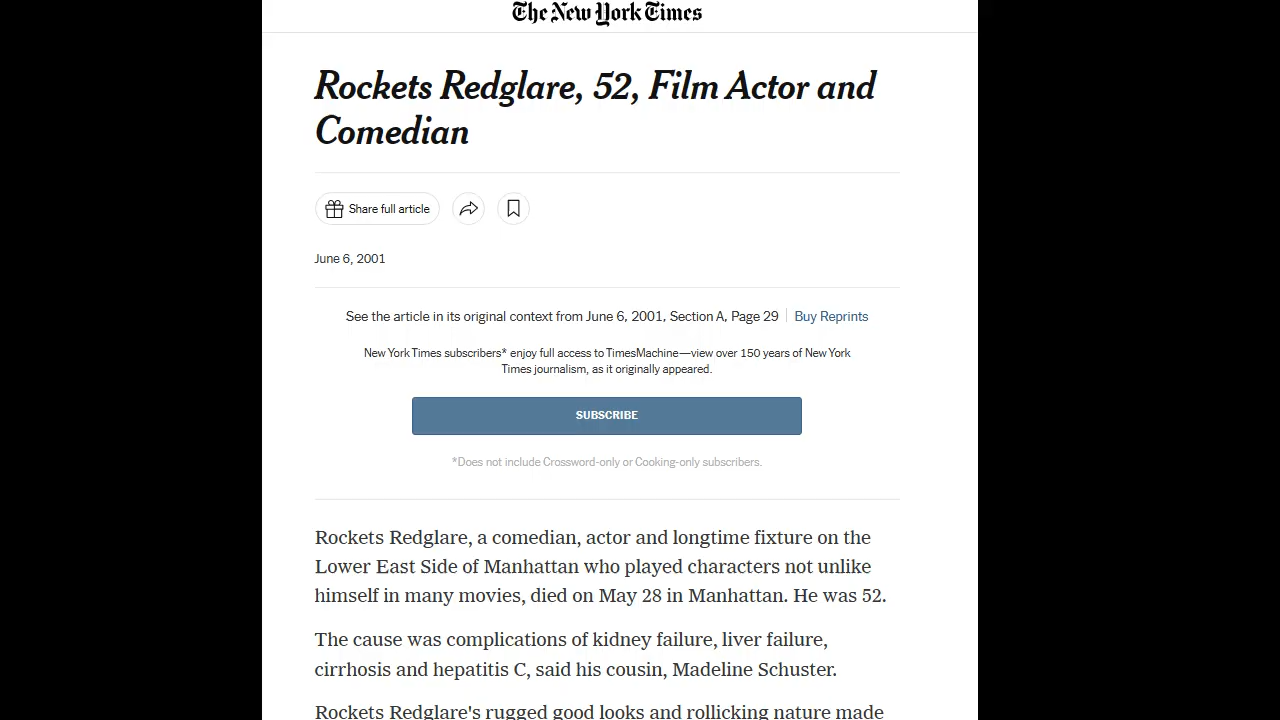 The New York Times
Rockets Redglare, 52, Film Actor and
Comedian
Share full article
June 6, 2001
See the article in its original context from June 6, 2001, Section A, Page 29 | Buy Reprints
New York Times subscribers* enjoy full access to TimesMachine—view over 150 years of New York
Times journalism, as it originally appeared.
SUBSCRIBE
*Does not include Crossword-only or Cooking-only subscribers.
Rockets Redglare, a comedian, actor and longtime fixture on the
Lower East Side of Manhattan who played characters not unlike
himself in many movies, died on May 28 in Manhattan. He was 52.
The cause was complications of kidney failure, liver failure,
cirrhosis and hepatitis C, said his cousin, Madeline Schuster.
Rockets Redglare's rugged good looks and rollicking nature made